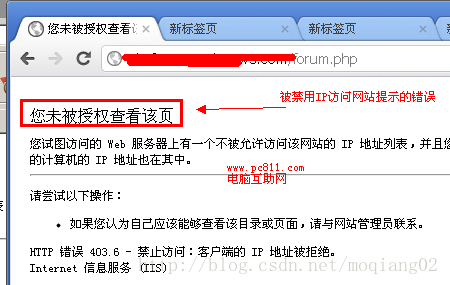 您未被授权查看该
新标签页
新标签页
ws.com/forum.php
被禁用IP访问网站提示的错误
您未被授权查看该页
您试图访问的 Web 服务器上有一个不被允许访问该网站的 IP 地址列表，并且您
的计算机的 IP 地址也在其中。
www.pc811.com
电脑互助网
请尝试以下操作：
• 如果您认为自己应该能够查看该目录或页面，请与网站管理员联系。
HTTP 错误 403.6 - 禁止访问：客户端的 IP 地址被拒绝。
Internet 信息服务 (IIS)
http://blog.csdn.net/moqiang02